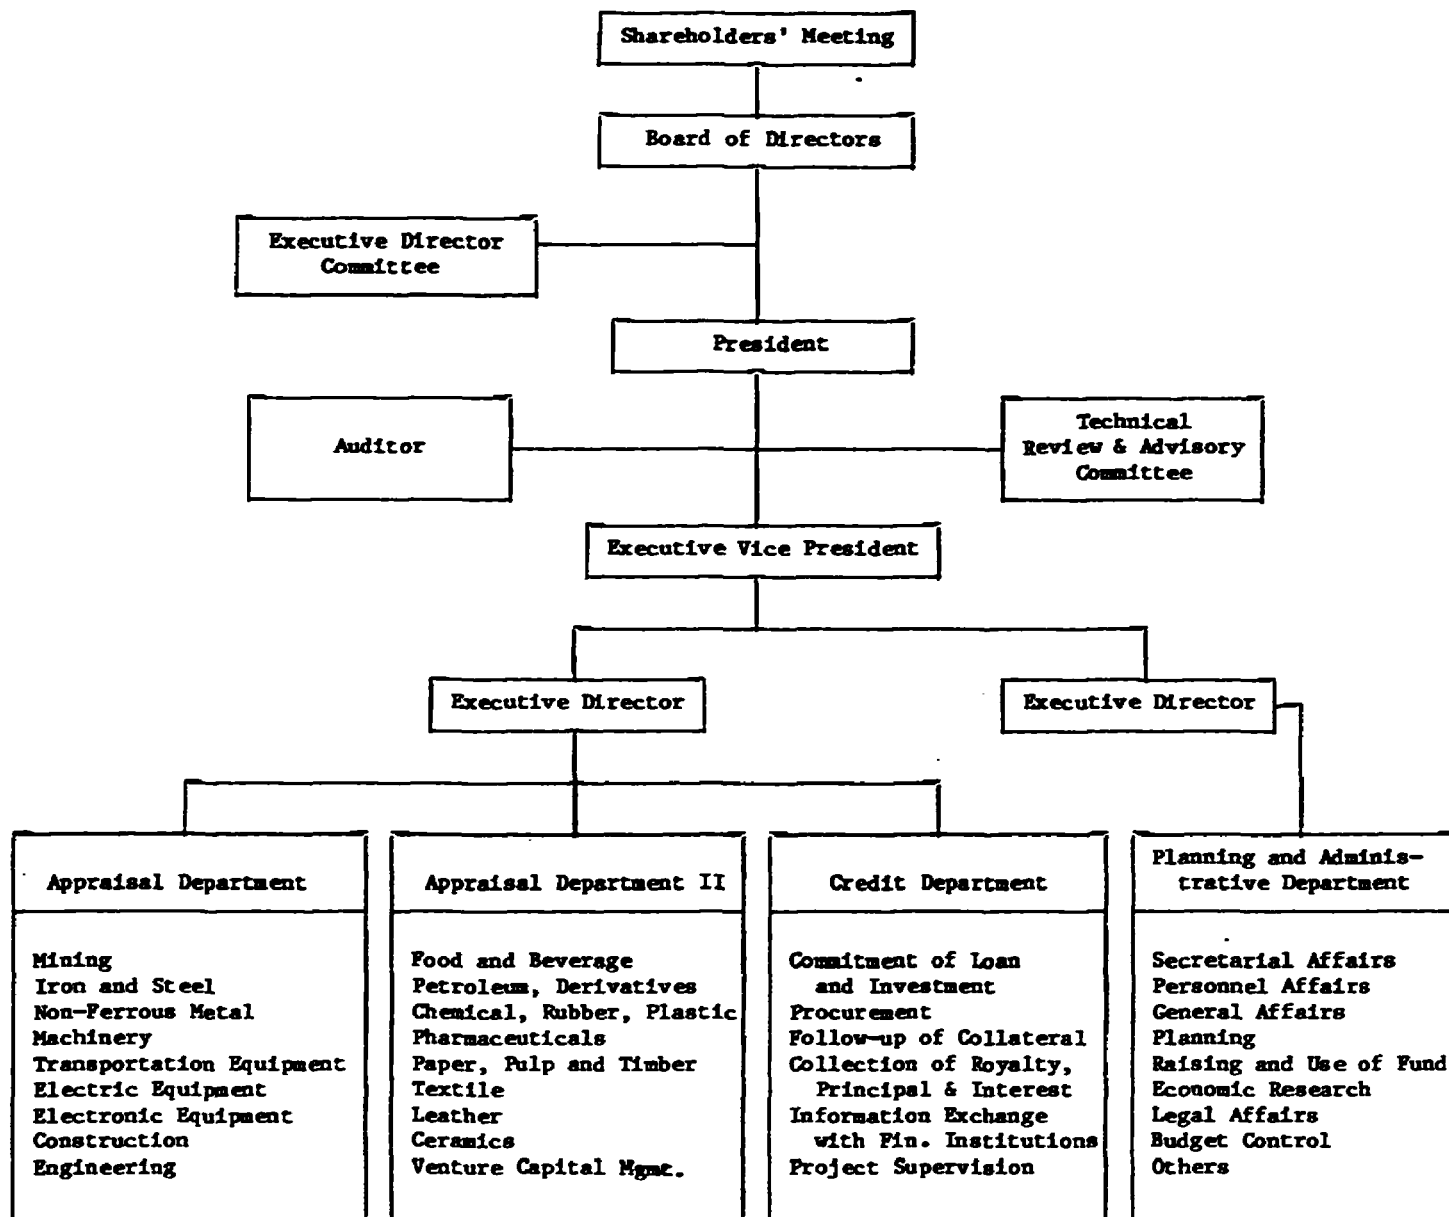 Shareholders' Meeting
Board of Directors
Executive Director
Committee
President
Auditor
Technical
Review & Advisory
Committee
Executive Vice President
Executive Director
Executive Director
Appraisal Department
Mining
Iron and Steel
Non-Ferrous Metal
Machinery
Transportation Equipment
Electric Equipment
Electronic Equipment
Construction
Engineering
Appraisal Department II
Food and Beverage
Petroleum, Derivatives
Chemical, Rubber, Plastic
Pharmaceuticals
Paper, Pulp and Timber
Textile
Leather
Ceramics
Venture Capital Mgmt.
Credit Department
Commitment of Loan
and Investment
Procurement
Follow-up of Collateral
Collection of Royalty,
Principal & Interest
Information Exchange
with Fin. Institutions
Project Supervision
Planning and Adminis-
trative Department
Secretarial Affairs
Personnel Affairs
General Affairs
Planning
Raising and Use of Fund
Economic Research
Legal Affairs
Budget Control
Others